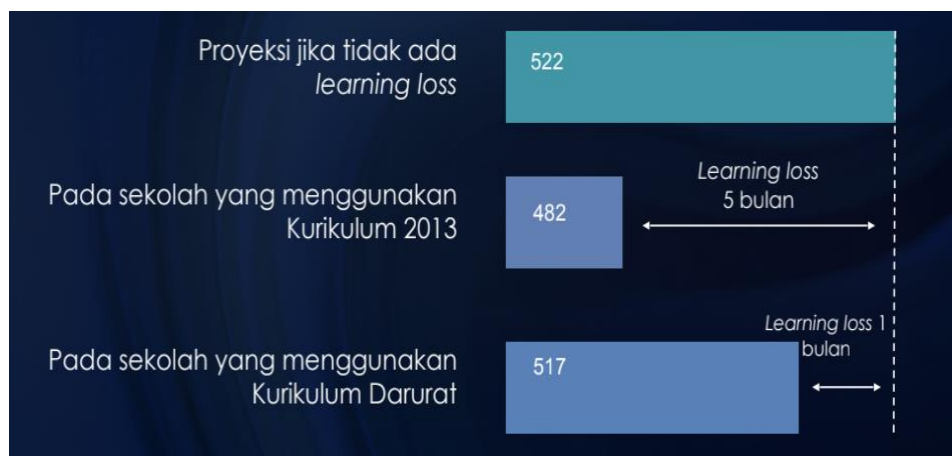 Proyeksi jika tidak ada
learning loss
522
Pada sekolah yang menggunakan
Kurikulum 2013
482
Learning loss
5 bulan
Pada sekolah yang menggunakan
Kurikulum Darurat
517
Learning loss 1
bulan